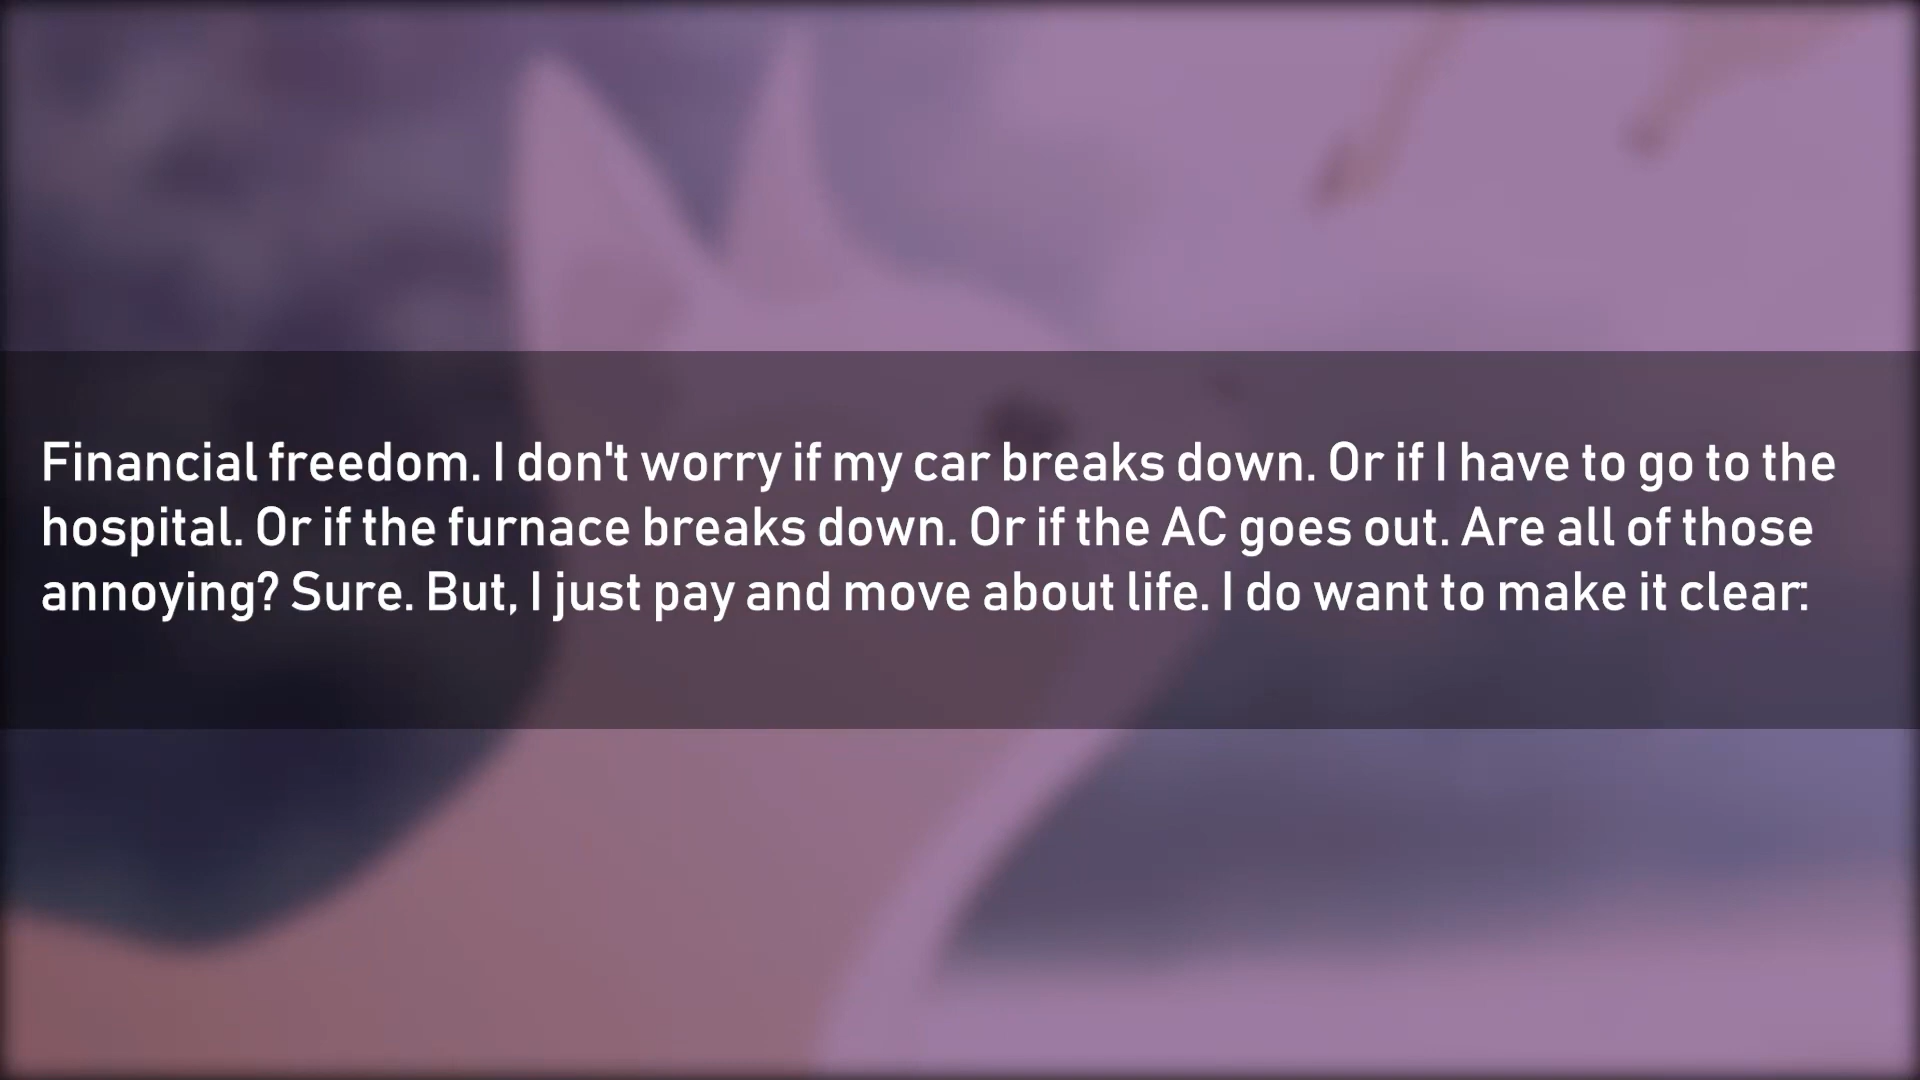 Financial freedom. I don't worry if my car breaks down. Or if I have to go to the
hospital. Or if the furnace breaks down. Or if the AC goes out. Are all of those
annoying? Sure. But, I just pay and move about life. I do want to make it clear: